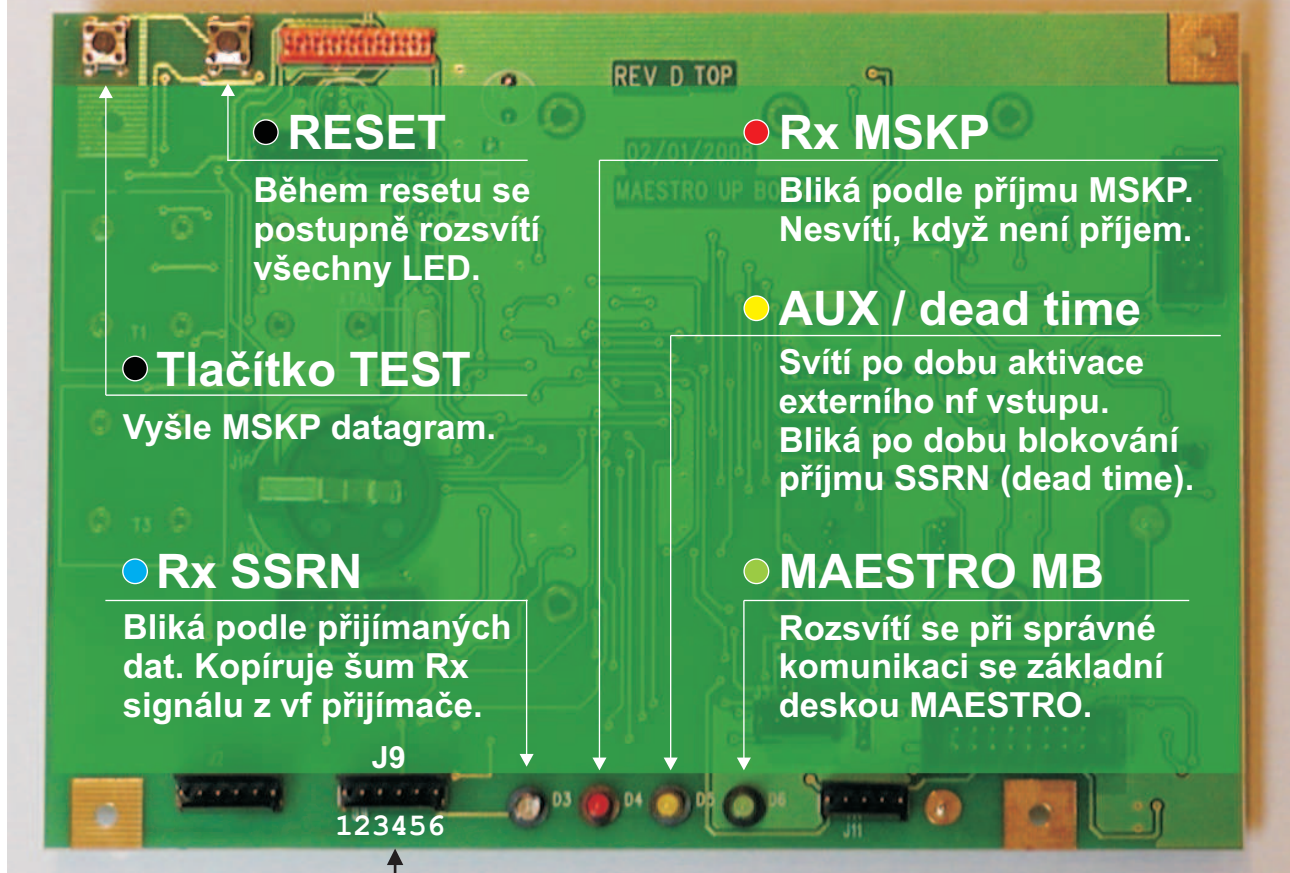 REV D TOP
RESET
Během resetu se
postupně rozsvítí
všechny LED.
Rx MSKP
Bliká podle příjmu MSKP.
Nesvítí, když není příjem.
02/01/2008
MAESTRO UP BO
AUX / dead time
Svítí po dobu aktivace
externího nf vstupu.
Bliká po dobu blokování
příjmu SSRN (dead time).
T1
Tlačítko TEST
Vyšle MSKP datagram.
T3
Rx SSRN
Bliká podle přijímaných
dat. Kopíruje šum Rx
signálu z vf přijímače.
MAESTRO MB
Rozsvítí se při správné
komunikaci se základní
deskou MAESTRO.
J9
D3 D4 D5 D6
J11
123456